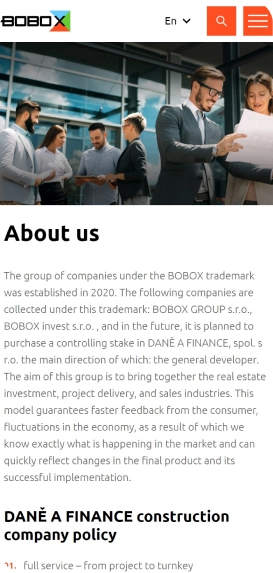 BOBOX
En
About us
The group of companies under the BOBOX trademark
was established in 2020. The following companies are
collected under this trademark: BOBOX GROUP s.r.o.,
BOBOX invest s.r.o. , and in the future, it is planned to
purchase a controlling stake in DANĚ A FINANCE, spol. s
r.o. the main direction of which: the general developer.
The aim of this group is to bring together the real estate
investment, project delivery, and sales industries. This
model guarantees faster feedback from the consumer,
fluctuations in the economy, as a result of which we
know exactly what is happening in the market and can
quickly reflect changes in the final product and its
successful implementation.
DANĚ A FINANCE construction
company policy
01. full service – from project to turnkey